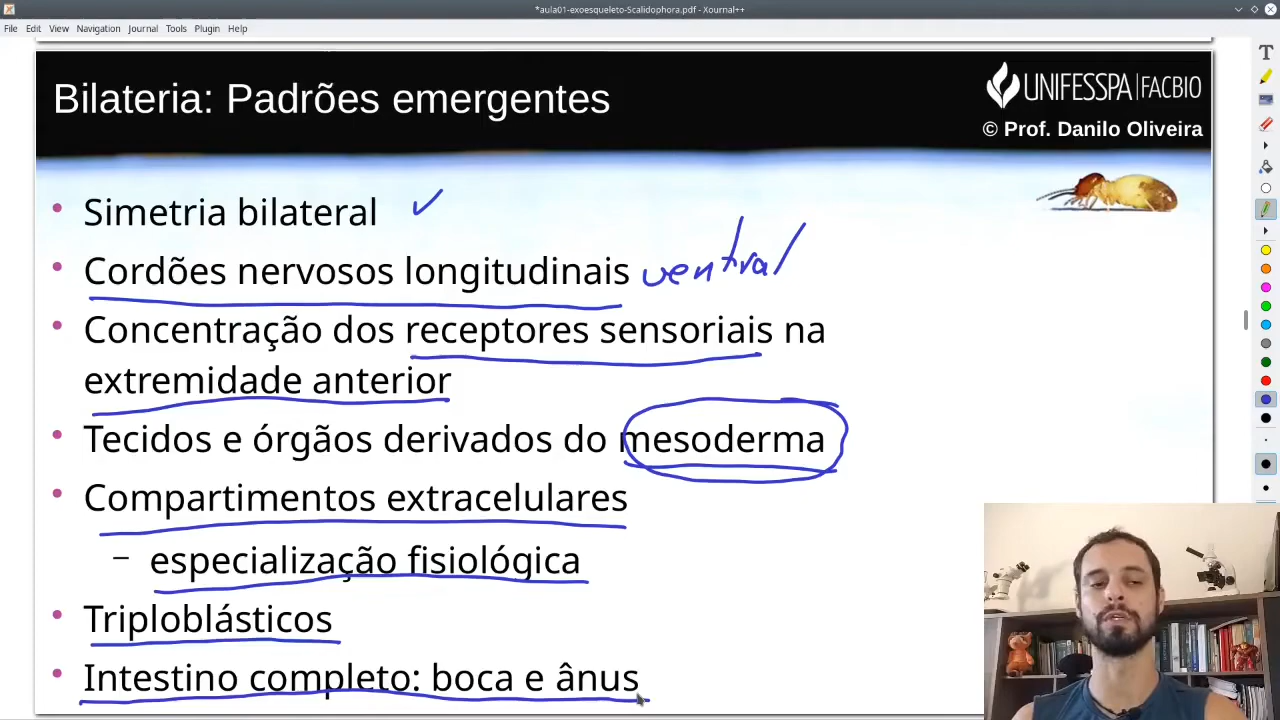 *aula01-exoesqueleto-Scalidophora.pdf - Xournal++
File Edit View Navigation Journal Tools Plugin Help
Bilateria: Padrões emergentes
UNIFESSPA | FACBIO
© Prof. Danilo Oliveira
• Simetria bilateral
• Cordões nervosos longitudinais ventral
• Concentração dos receptores sensoriais na
extremidade anterior
• Tecidos e órgãos derivados do mesoderma
• Compartimentos extracelulares
– especialização fisiológica
• Triploblásticos
• Intestino completo: boca e ânus